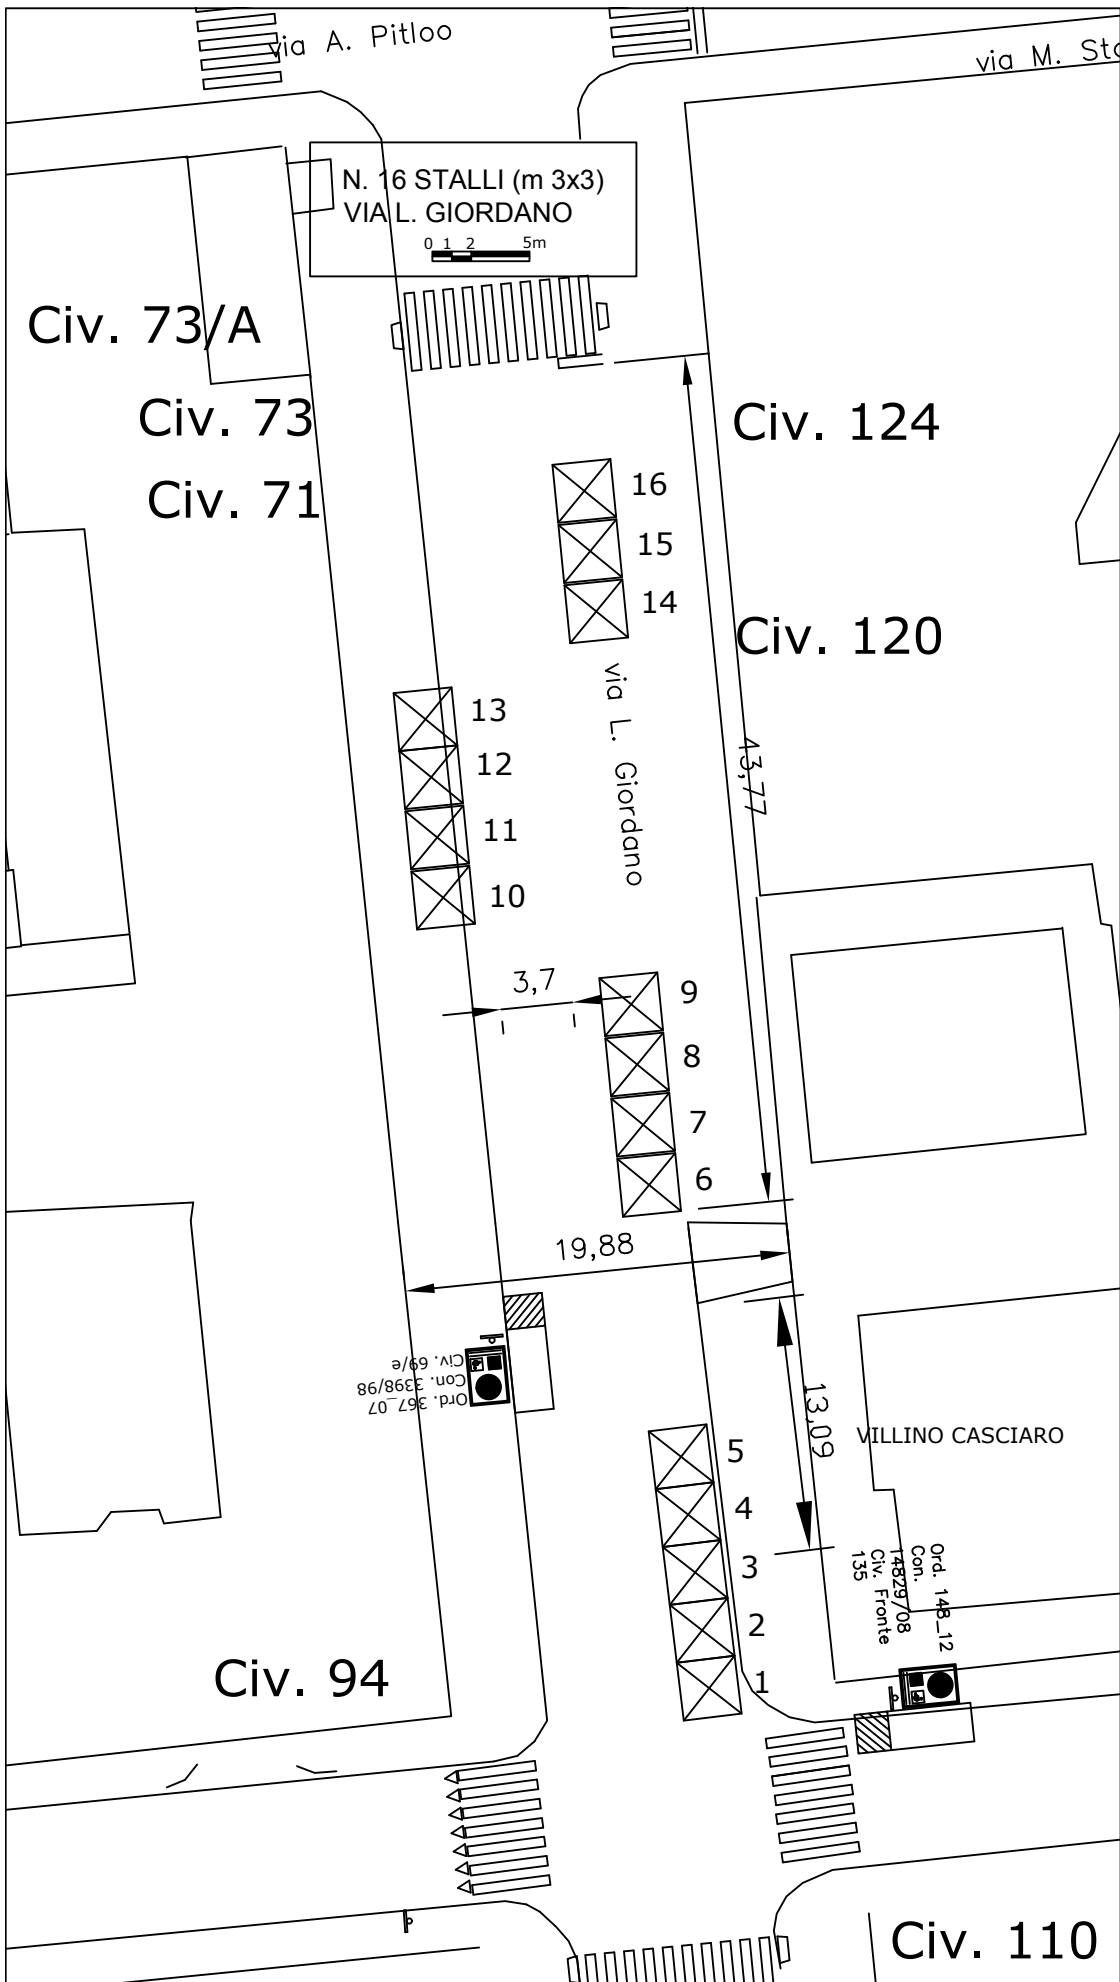 via A. Pitloo
via M. Sta
N. 16 STALLI (m 3x3)
VIA L. GIORDANO
0 1 2 5m
Civ. 73/A
Civ. 73
Civ. 71
Civ. 124
16
15
14
Civ. 120
via L. Giordano
13
12
11
10
43,77
3,7
9
8
7
6
19,88
Civ. 69/e
Con. 3398/98
Ord. 367_07
13,09
VILLINO CASCIARO
5
4
3
2
1
Ord. 148_12
Con.
14829/08
Civ. Fronte
135
Civ. 94
Civ. 110